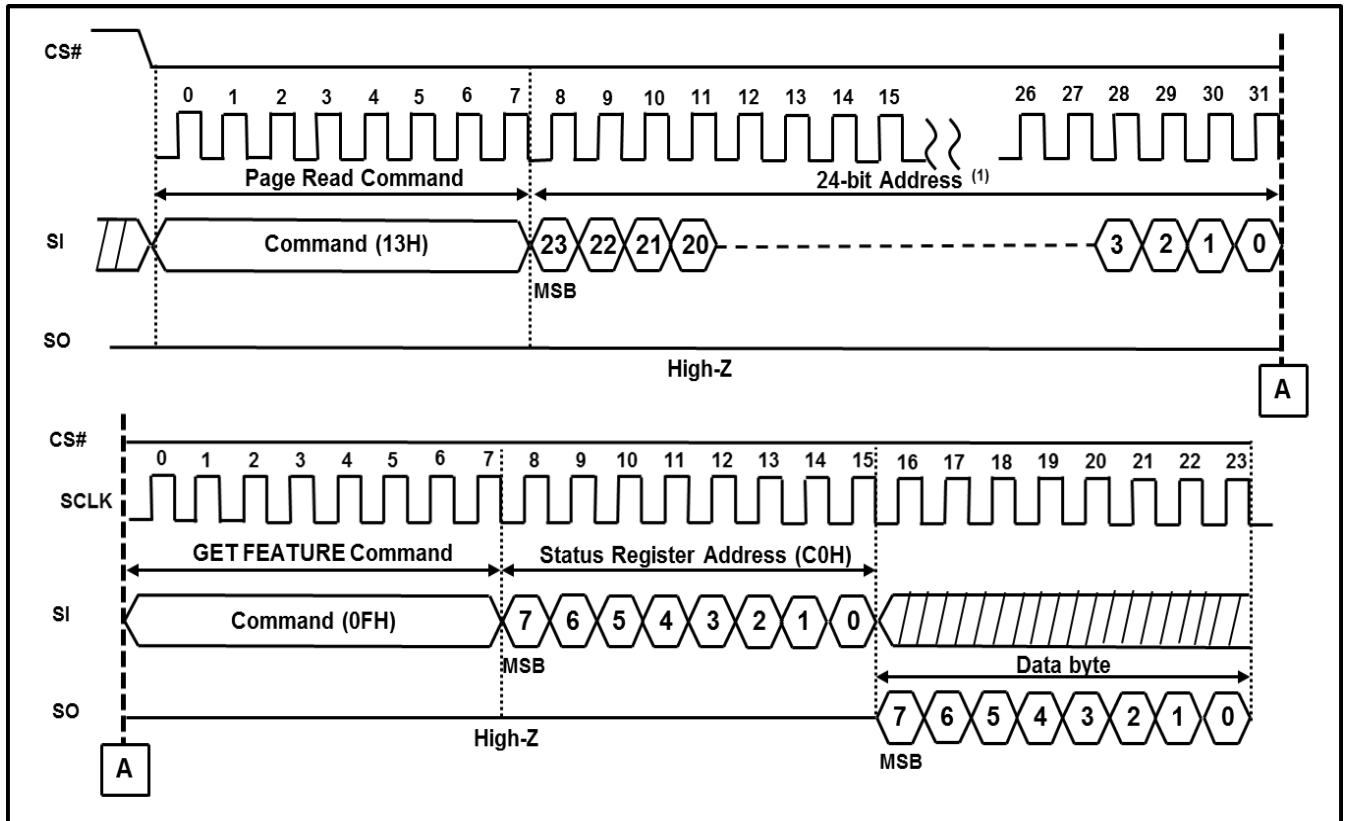 CS#
0 1 2 3 4 5 6 7 8 9 10 11 12 13 14 15 26 27 28 29 30 31
Page Read Command 24-bit Address (1)
SI Command (13H) 23 22 21 20 3 2 1 0
MSB
SO
High-Z
A
CS#
0 1 2 3 4 5 6 7 8 9 10 11 12 13 14 15 16 17 18 19 20 21 22 23
SCLK
GET FEATURE Command Status Register Address (C0H)
SI Command (0FH) 7 6 5 4 3 2 1 0
MSB Data byte
SO 7 6 5 4 3 2 1 0
High-Z
MSB
A